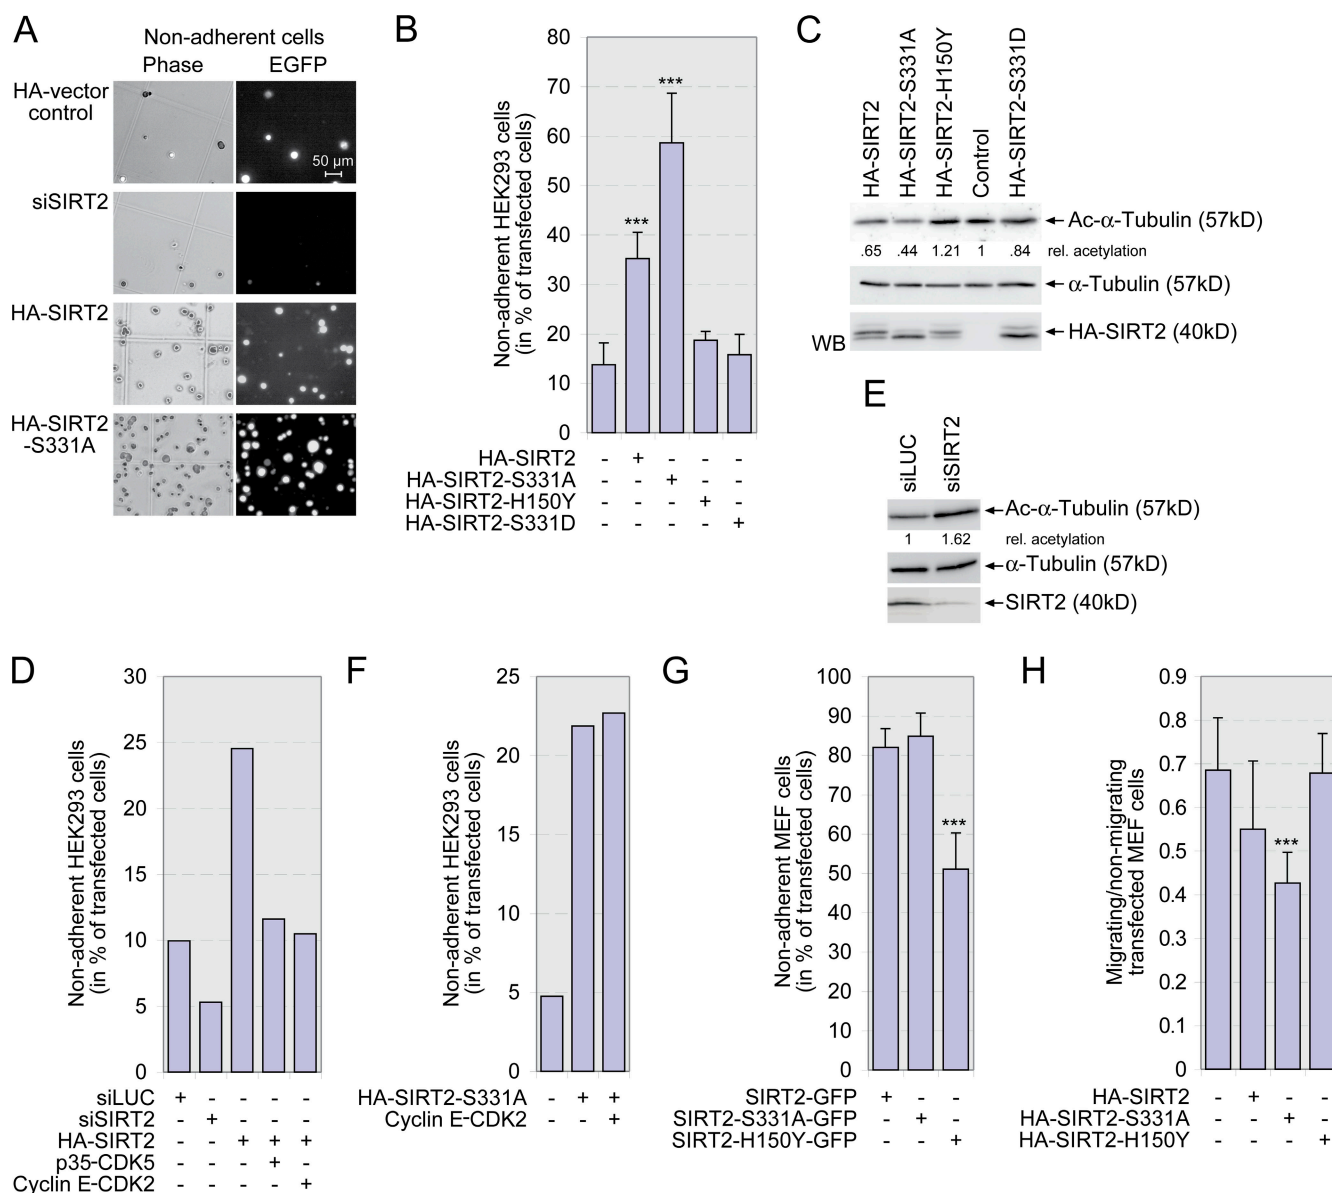 A
Non-adherent cells
Phase EGFP
HA-vector
control
50 µm
siSIRT2
HA-SIRT2
HA-SIRT2
-S331A
B
Non-adherent HEK293 cells
(in % of transfected cells)
80
70
60
50
40
30
20
10
0
***
***
HA-SIRT2 - + - - -
HA-SIRT2-S331A - - + - -
HA-SIRT2-H150Y - - - + -
HA-SIRT2-S331D - - - - +
C
HA-SIRT2
HA-SIRT2-S331A
HA-SIRT2-H150Y
Control
HA-SIRT2-S331D
Ac-α-Tubulin (57kD)
.65 .44 1.21 1 .84 rel. acetylation
α-Tubulin (57kD)
WB HA-SIRT2 (40kD)
E
siLUC
siSIRT2
Ac-α-Tubulin (57kD)
1 1.62 rel. acetylation
α-Tubulin (57kD)
SIRT2 (40kD)
D
Non-adherent HEK293 cells
(in % of transfected cells)
30
25
20
15
10
5
0
siLUC + - - - -
siSIRT2 - + - - -
HA-SIRT2 - - + + +
p35-CDK5 - - - + -
Cyclin E-CDK2 - - - - +
F
Non-adherent HEK293 cells
(in % of transfected cells)
25
20
15
10
5
0
HA-SIRT2-S331A - + +
Cyclin E-CDK2 - - +
G
Non-adherent MEF cells
(in % of transfected cells)
100
90
80
70
60
50
40
30
20
10
0
***
SIRT2-GFP + - -
SIRT2-S331A-GFP - + -
SIRT2-H150Y-GFP - - +
H
Migrating/non-migrating
transfected MEF cells
0.9
0.8
0.7
0.6
0.5
0.4
0.3
0.2
0.1
0
***
HA-SIRT2 - + - -
HA-SIRT2-S331A - - + -
HA-SIRT2-H150Y - - - +